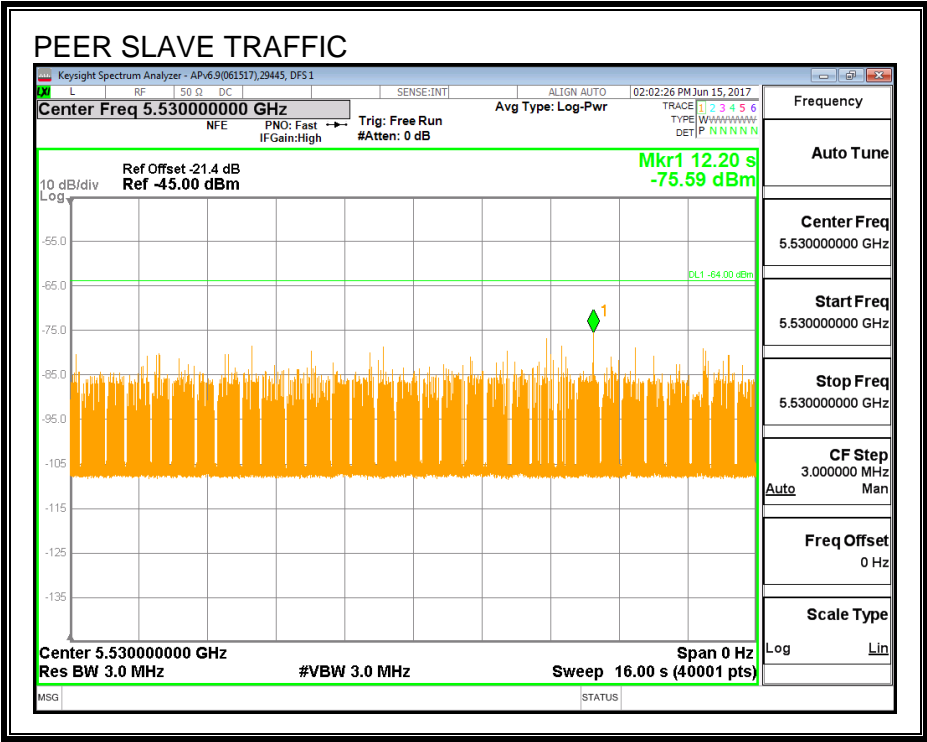 PEER SLAVE TRAFFIC
Keysight Spectrum Analyzer - APv6.9(061517),29445, DFS 1
LXI L RF 50 Ω DC SENSE:INT ALIGN AUTO 02:02:26 PM Jun 15, 2017
Center Freq 5.530000000 GHz
NFE
PNO: Fast
IFGain:High
Trig: Free Run
#Atten: 0 dB
Avg Type: Log-Pwr
TRACE 1 2 3 4 5 6
TYPE WWWWWW
DET P N N N N N
Mkr1 12.20 s
-75.59 dBm
Ref Offset -21.4 dB
10 dB/div Ref -45.00 dBm
Log
-55.0
DL1 -64.00 dBm
-65.0
1
-75.0
-85.0
-95.0
-105
-115
-125
-135
Center 5.530000000 GHz Span 0 Hz
Res BW 3.0 MHz #VBW 3.0 MHz Sweep 16.00 s (40001 pts)
MSG STATUS
Frequency
Auto Tune
Center Freq
5.530000000 GHz
Start Freq
5.530000000 GHz
Stop Freq
5.530000000 GHz
CF Step
3.000000 MHz
Auto Man
Freq Offset
0 Hz
Scale Type
Log Lin